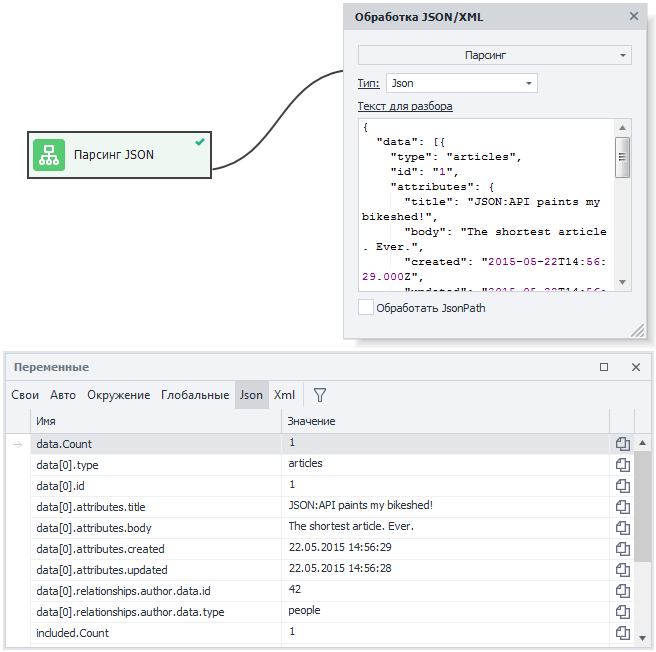 Обработка JSON/XML
Парсинг
Тип: Json
Текст для разбора
{
"data": [{
"type": "articles",
"id": "1",
"attributes": {
"title": "JSON:API paints my
bikeshed!",
"body": "The shortest article
. Ever.",
"created": "2015-05-22T14:56:
29.000Z",
"updated": "2015-05-22T14:56:
Обработать JsonPath
Парсинг JSON
Переменные
Свои Авто Окружение Глобальные Json Xml
Имя Значение
data.Count 1
data[0].type articles
data[0].id 1
data[0].attributes.title JSON:API paints my bikeshed!
data[0].attributes.body The shortest article. Ever.
data[0].attributes.created 22.05.2015 14:56:29
data[0].attributes.updated 22.05.2015 14:56:28
data[0].relationships.author.data.id 42
data[0].relationships.author.data.type people
included.Count 1